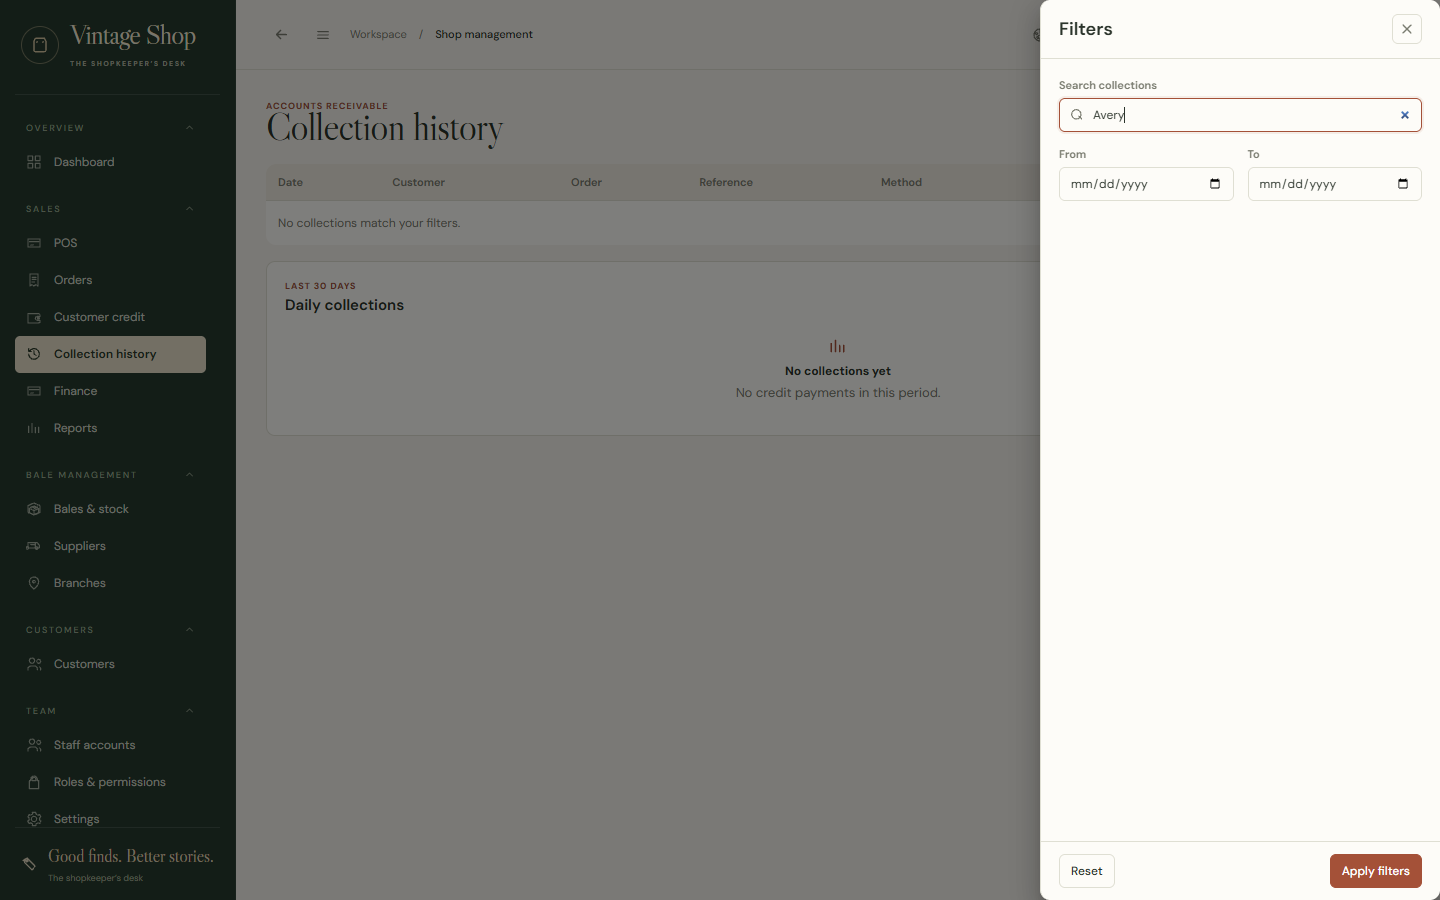 Vintage Shop
THE SHOPKEEPER'S DESK
OVERVIEW
Dashboard
SALES
POS
Orders
Customer credit
Collection history
Finance
Reports
BALE MANAGEMENT
Bales & stock
Suppliers
Branches
CUSTOMERS
Customers
TEAM
Staff accounts
Roles & permissions
Settings
Good finds. Better stories.
The shopkeeper's desk
Workspace / Shop management
ACCOUNTS RECEIVABLE
Collection history
Date Customer Order Reference Method
No collections match your filters.
LAST 30 DAYS
Daily collections
No collections yet
No credit payments in this period.
Filters
Search collections
Avery
From To
mm/dd/yyyy mm/dd/yyyy
Reset Apply filters